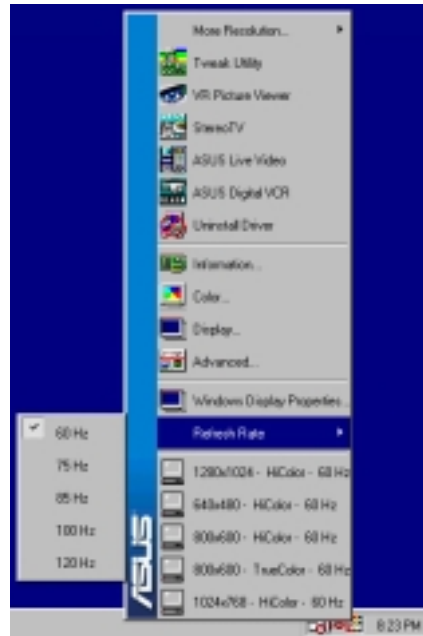 More Resolution...
Tweak Utility
VR Picture Viewer
StereoTV
ASUS Live Video
ASUS Digital VCR
Uninstall Driver
Information...
Color...
Display...
Advanced...
Windows Display Properties...
Refresh Rate
60 Hz
75 Hz
85 Hz
100 Hz
120 Hz
1280x1024 - HiColor - 60 Hz
640x480 - HiColor - 60 Hz
800x600 - HiColor - 60 Hz
800x600 - TrueColor - 60 Hz
1024x768 - HiColor - 60 Hz
ASUS
8:23 PM